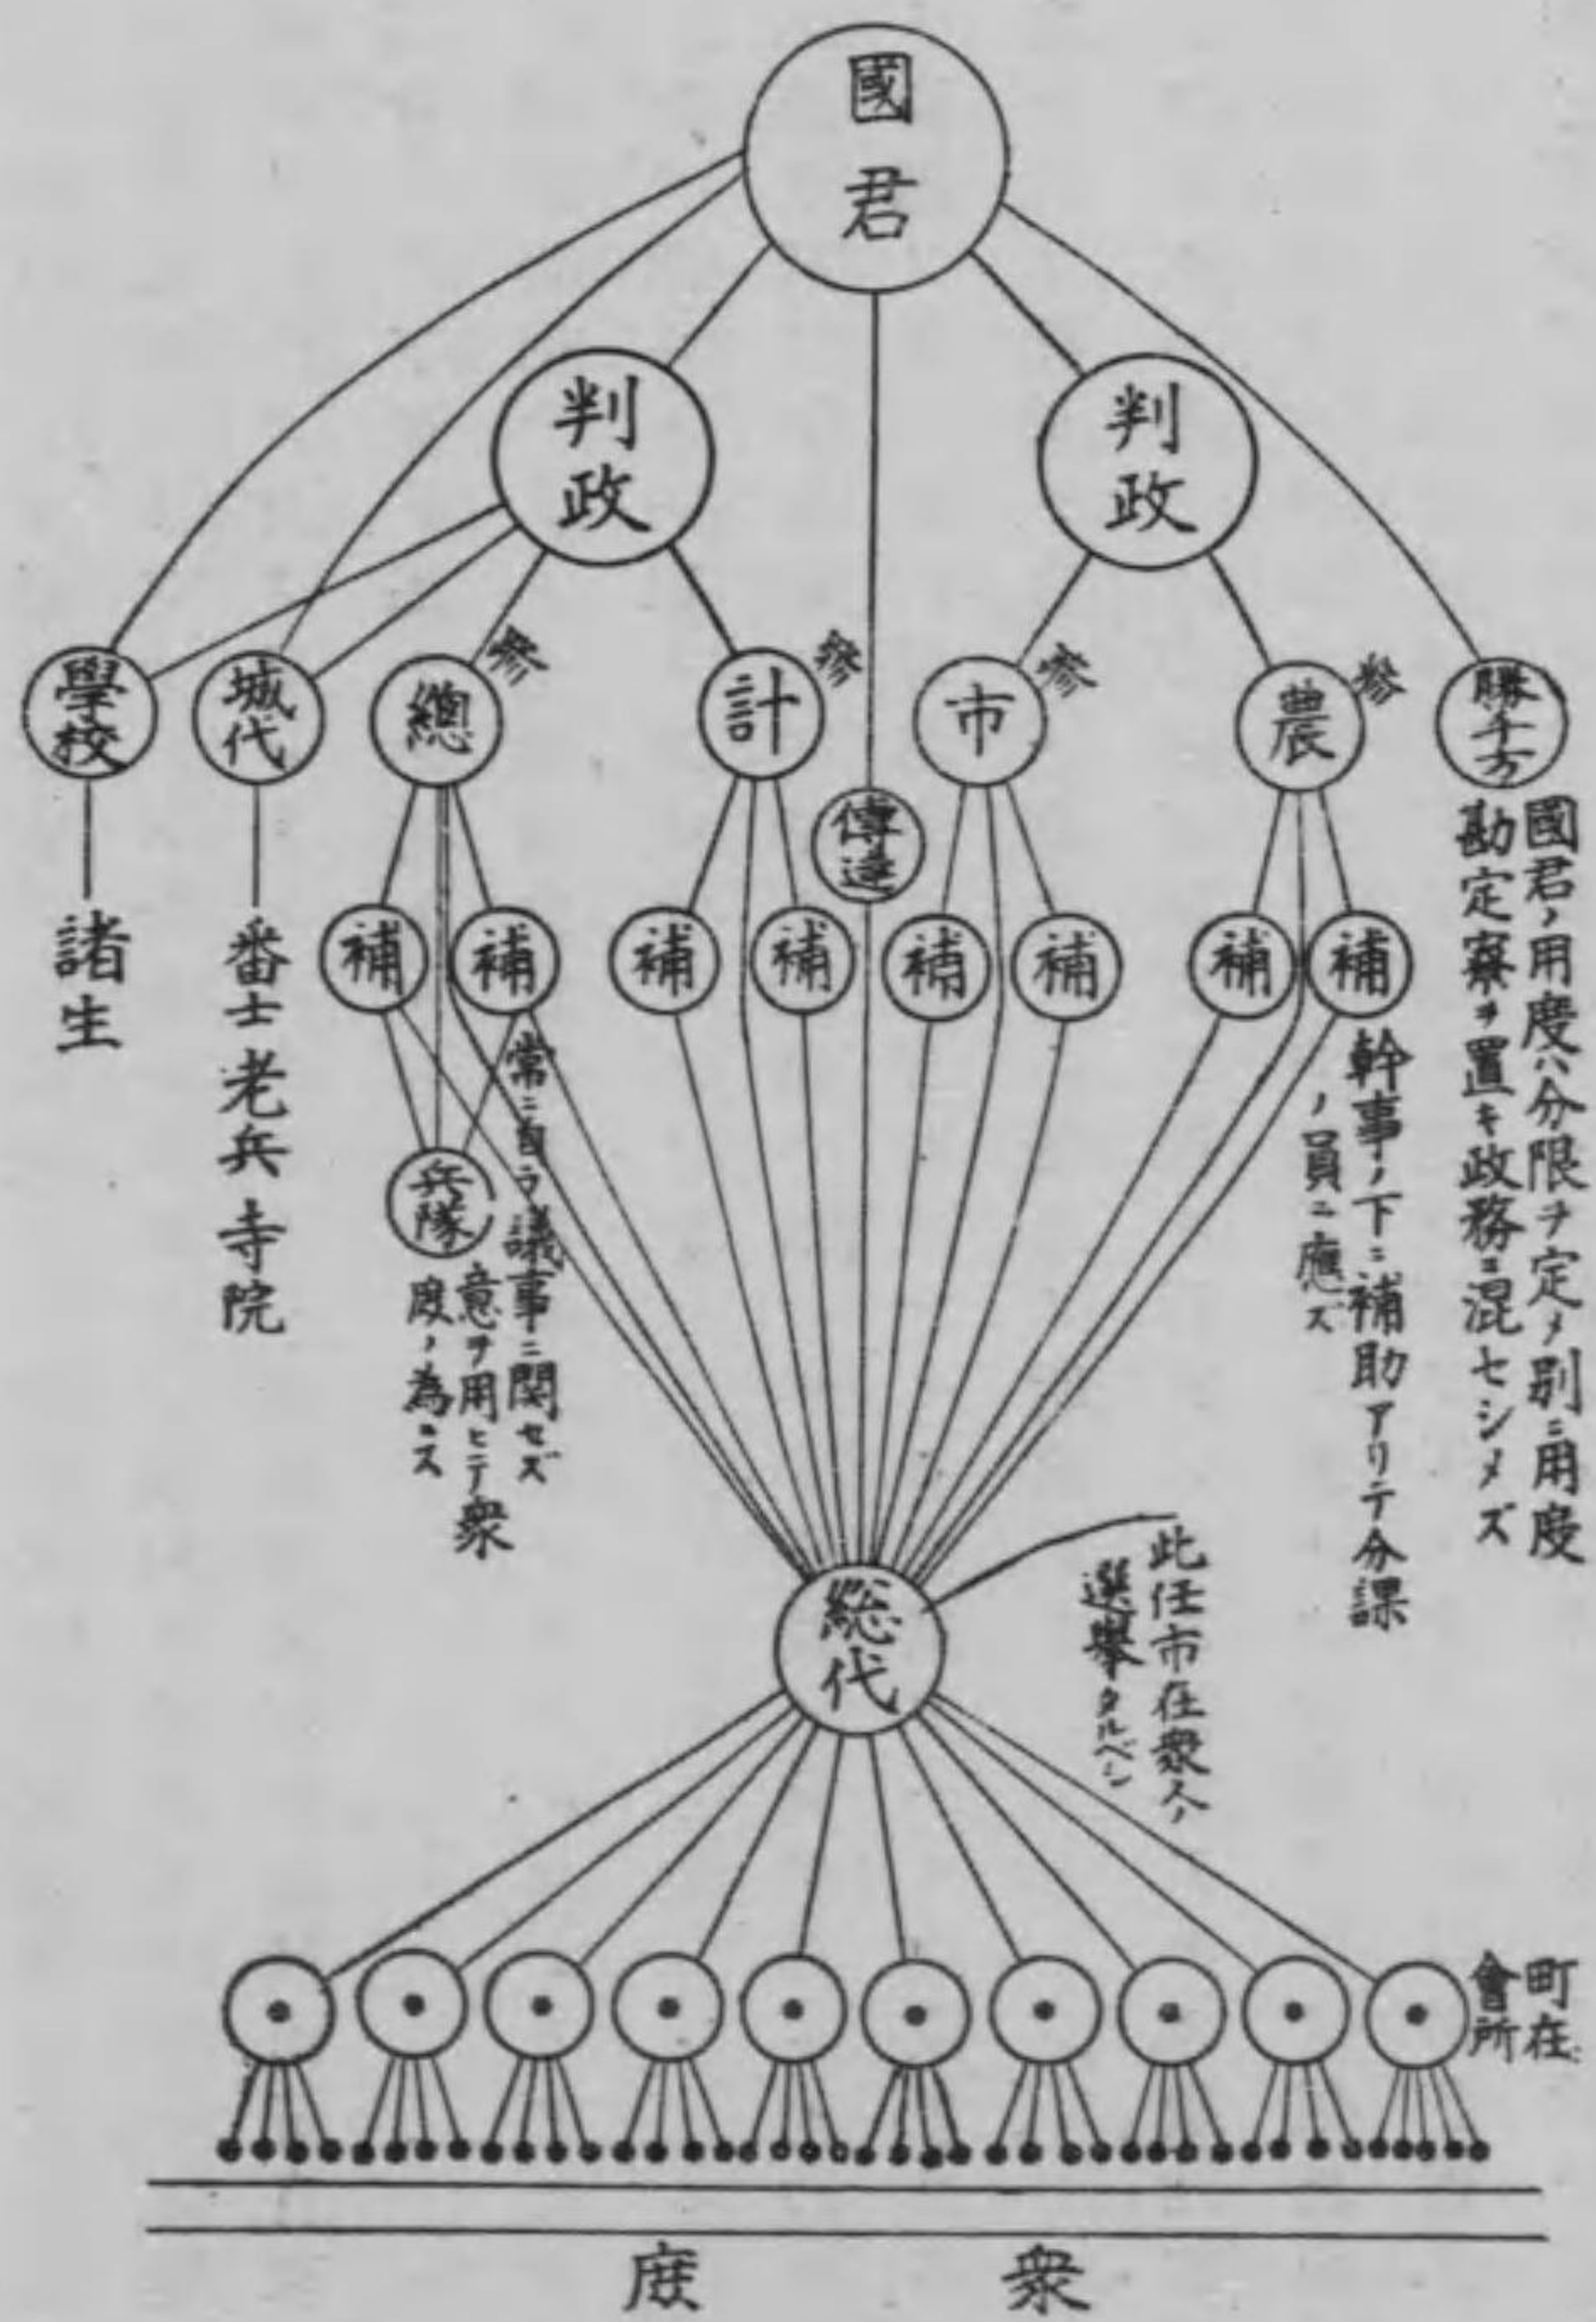 國君
判政
判政
學校
城代
總
參
計
參
市
參
農
參
勝手方
傳達
補
補
補
補
補
補
補
補
諸生
番士 老兵 寺院
兵隊
常ニ自ラ議事ニ関セズ
意ヲ用ヒテ衆
庻ノ為ニス
國君ノ用度ハ分限ヲ定メ別ニ用度
勘定寮ヲ置キ政務ニ混セシメズ
幹事ノ下ニ補助アリテ分課
ノ員ニ應ズ
総代
此任市在衆人ノ
選擧タルベシ
町在
會所
衆庻